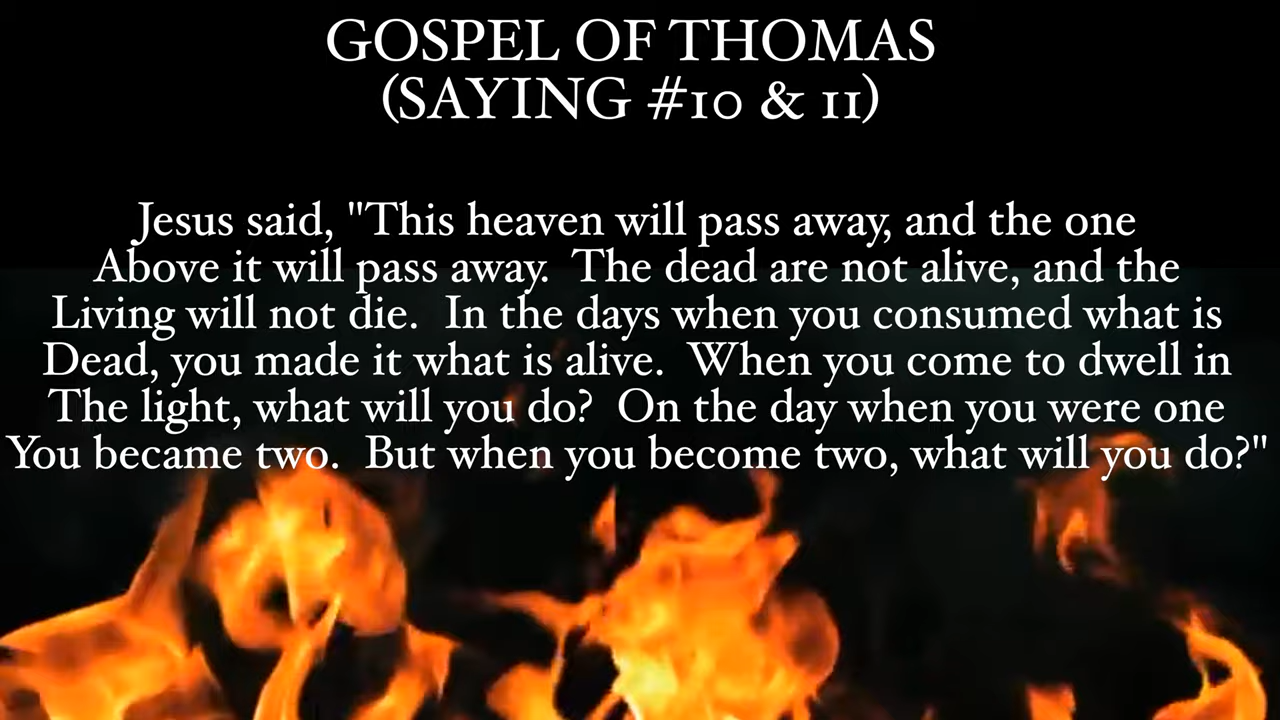 GOSPEL OF THOMAS
(SAYING #10 & 11)
Jesus said, "This heaven will pass away, and the one
Above it will pass away.  The dead are not alive, and the
Living will not die.  In the days when you consumed what is
Dead, you made it what is alive.  When you come to dwell in
The light, what will you do?  On the day when you were one
You became two.  But when you become two, what will you do?"